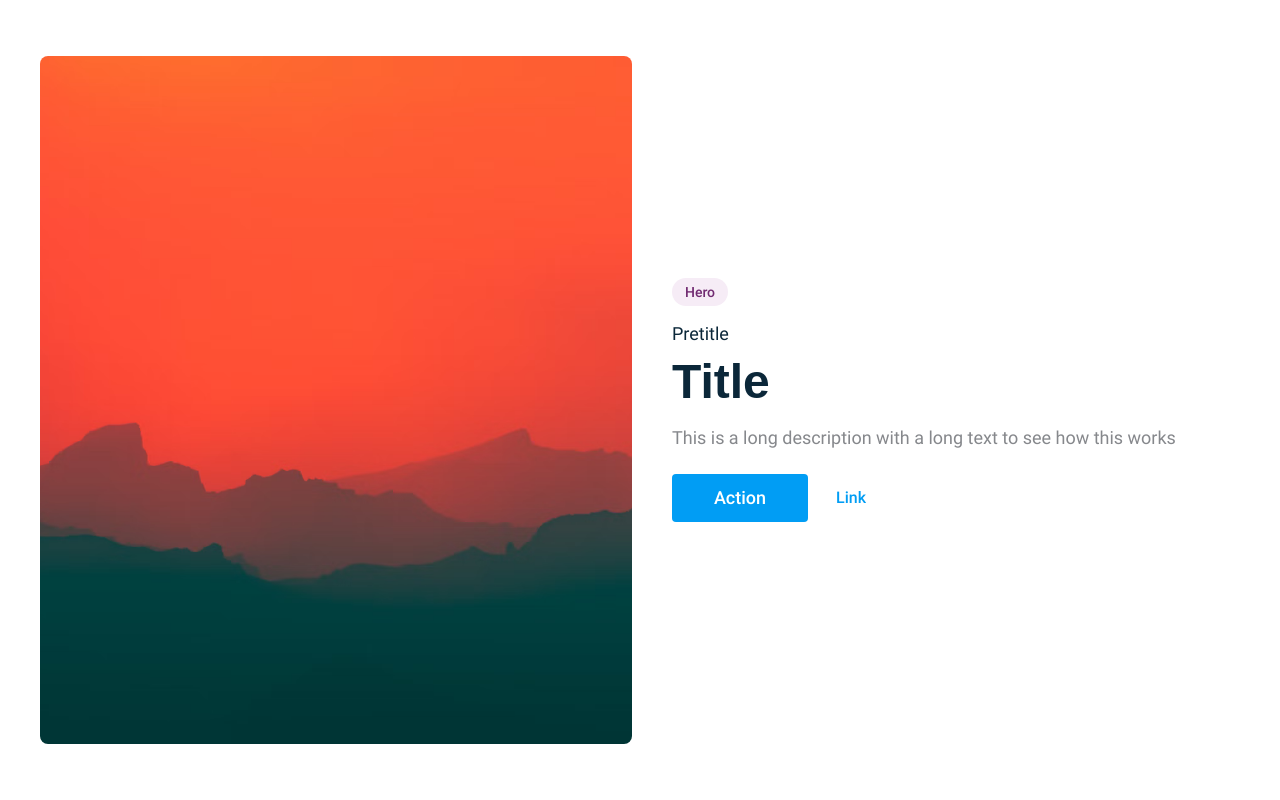 Hero
Pretitle
Title
This is a long description with a long text to see how this works
Action
Link